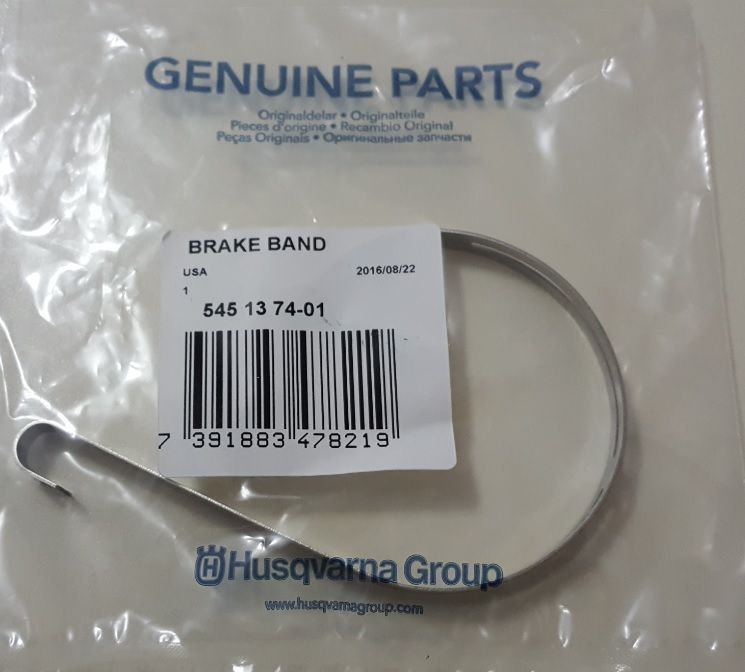 GENUINE PARTS
Originaldelar • Originalteile
Pieces d'origine • Recambio Original
Peças Originais • Оригинальные запчасти
BRAKE BAND
USA 2016/08/22
1
545 13 74-01
7 391883 478219
Husqvarna Group
www.husqvarnagroup.com